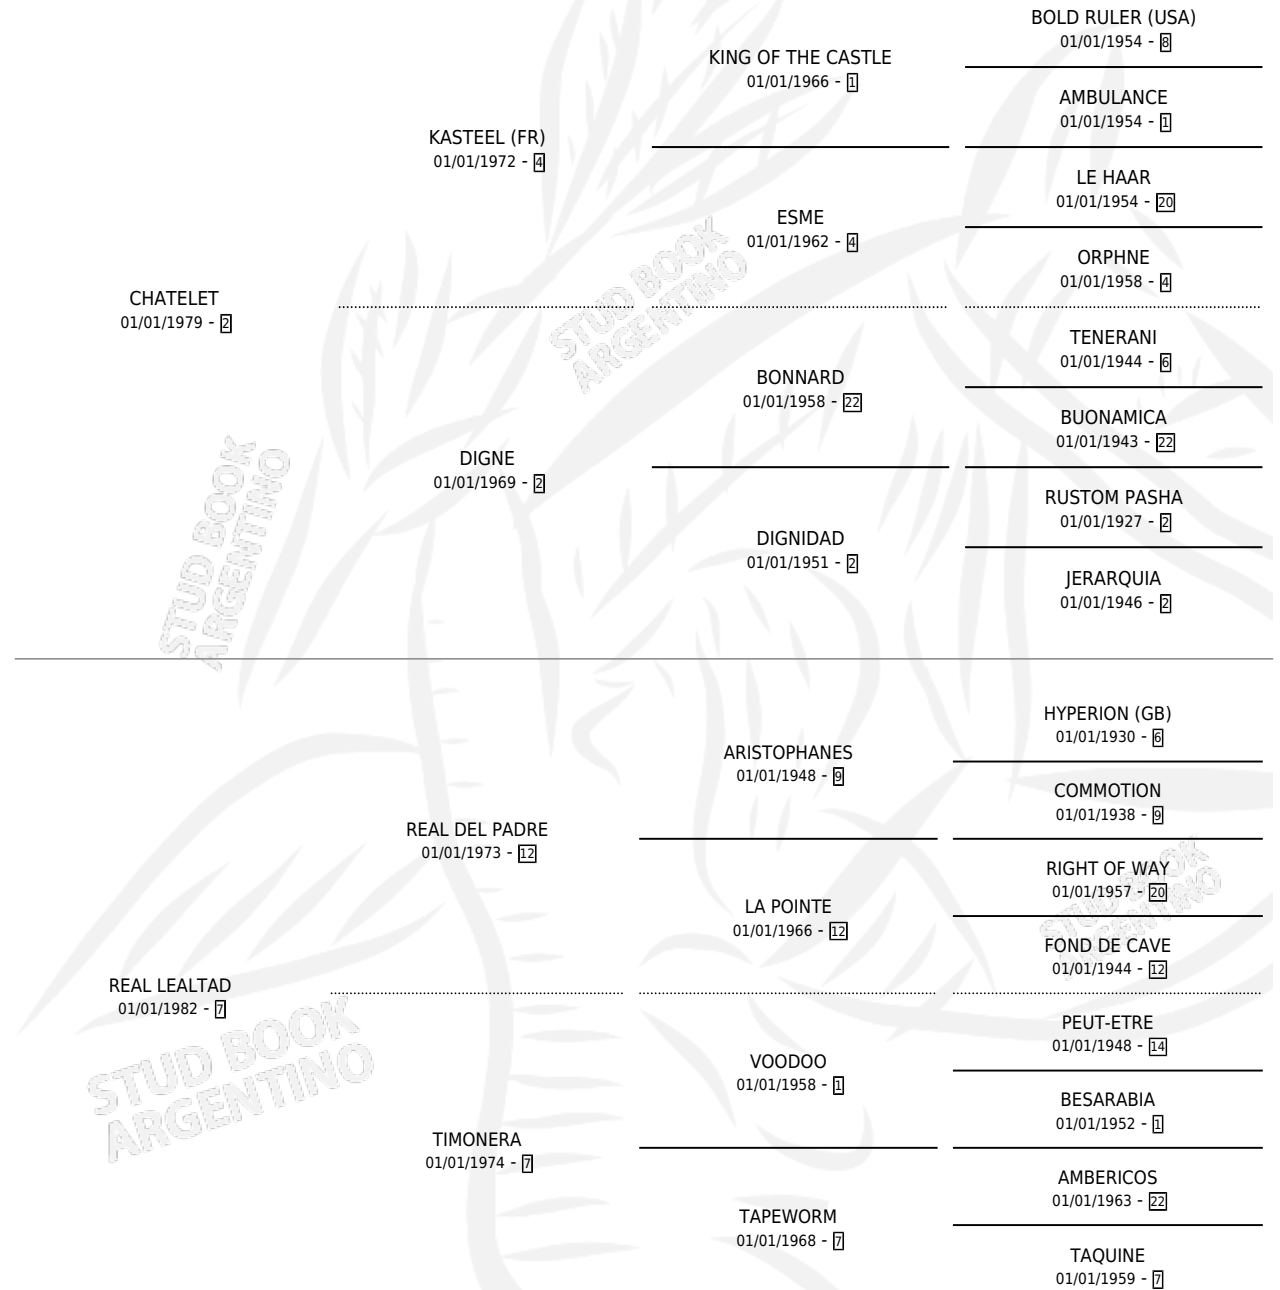 BOLD RULER (USA)
01/01/1954 - 8
KING OF THE CASTLE
01/01/1966 - 1
AMBULANCE
01/01/1954 - 1
KASTEEL (FR)
01/01/1972 - 4
LE HAAR
01/01/1954 - 20
ESME
01/01/1962 - 4
ORPHNE
01/01/1958 - 4
CHATELET
01/01/1979 - 2
STUD BOOK
ARGENTINO
TENERANI
01/01/1944 - 6
BONNARD
01/01/1958 - 22
BUONAMICA
01/01/1943 - 22
DIGNE
01/01/1969 - 2
RUSTOM PASHA
01/01/1927 - 2
DIGNIDAD
01/01/1951 - 2
JERARQUIA
01/01/1946 - 2
STUD BOOK
ARGENTINO
HYPERION (GB)
01/01/1930 - 6
ARISTOPHANES
01/01/1948 - 9
COMMOTION
01/01/1938 - 9
REAL DEL PADRE
01/01/1973 - 12
RIGHT OF WAY
01/01/1957 - 20
STUD BOOK
ARGENTINO
LA POINTE
01/01/1966 - 12
FOND DE CAVE
01/01/1944 - 12
REAL LEALTAD
01/01/1982 - 7
STUD BOOK
ARGENTINO
PEUT-ETRE
01/01/1948 - 14
VOODOO
01/01/1958 - 1
BESARABIA
01/01/1952 - 1
TIMONERA
01/01/1974 - 7
AMBERICOS
01/01/1963 - 22
TAPEWORM
01/01/1968 - 7
TAQUINE
01/01/1959 - 7